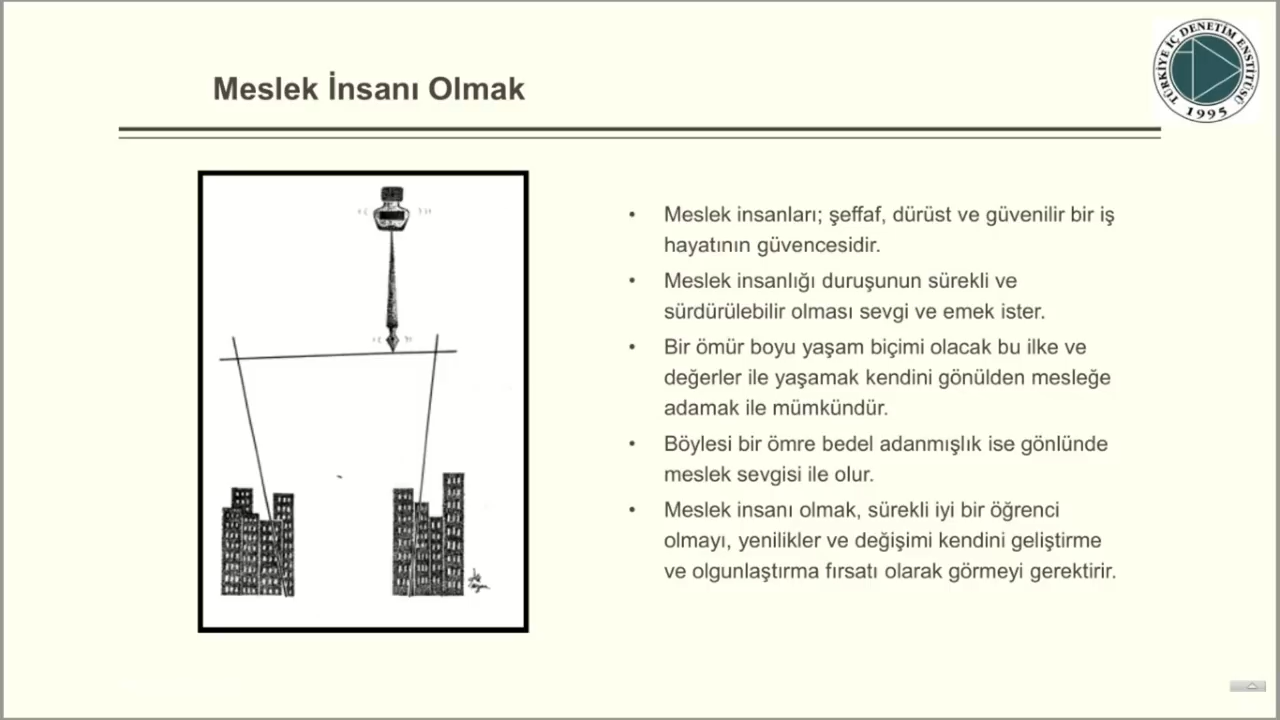 Meslek İnsanı Olmak
TÜRKİYE İÇ DENETİM ENSTİTÜSÜ
1995
• Meslek insanları; şeffaf, dürüst ve güvenilir bir iş
hayatının güvencesidir.
• Meslek insanlığı duruşunun sürekli ve
sürdürülebilir olması sevgi ve emek ister.
• Bir ömür boyu yaşam biçimi olacak bu ilke ve
değerler ile yaşamak kendini gönülden mesleğe
adamak ile mümkündür.
• Böylesi bir ömre bedel adanmışlık ise gönlünde
meslek sevgisi ile olur.
• Meslek insanı olmak, sürekli iyi bir öğrenci
olmayı, yenilikler ve değişimi kendini geliştirme
ve olgunlaştırma fırsatı olarak görmeyi gerektirir.